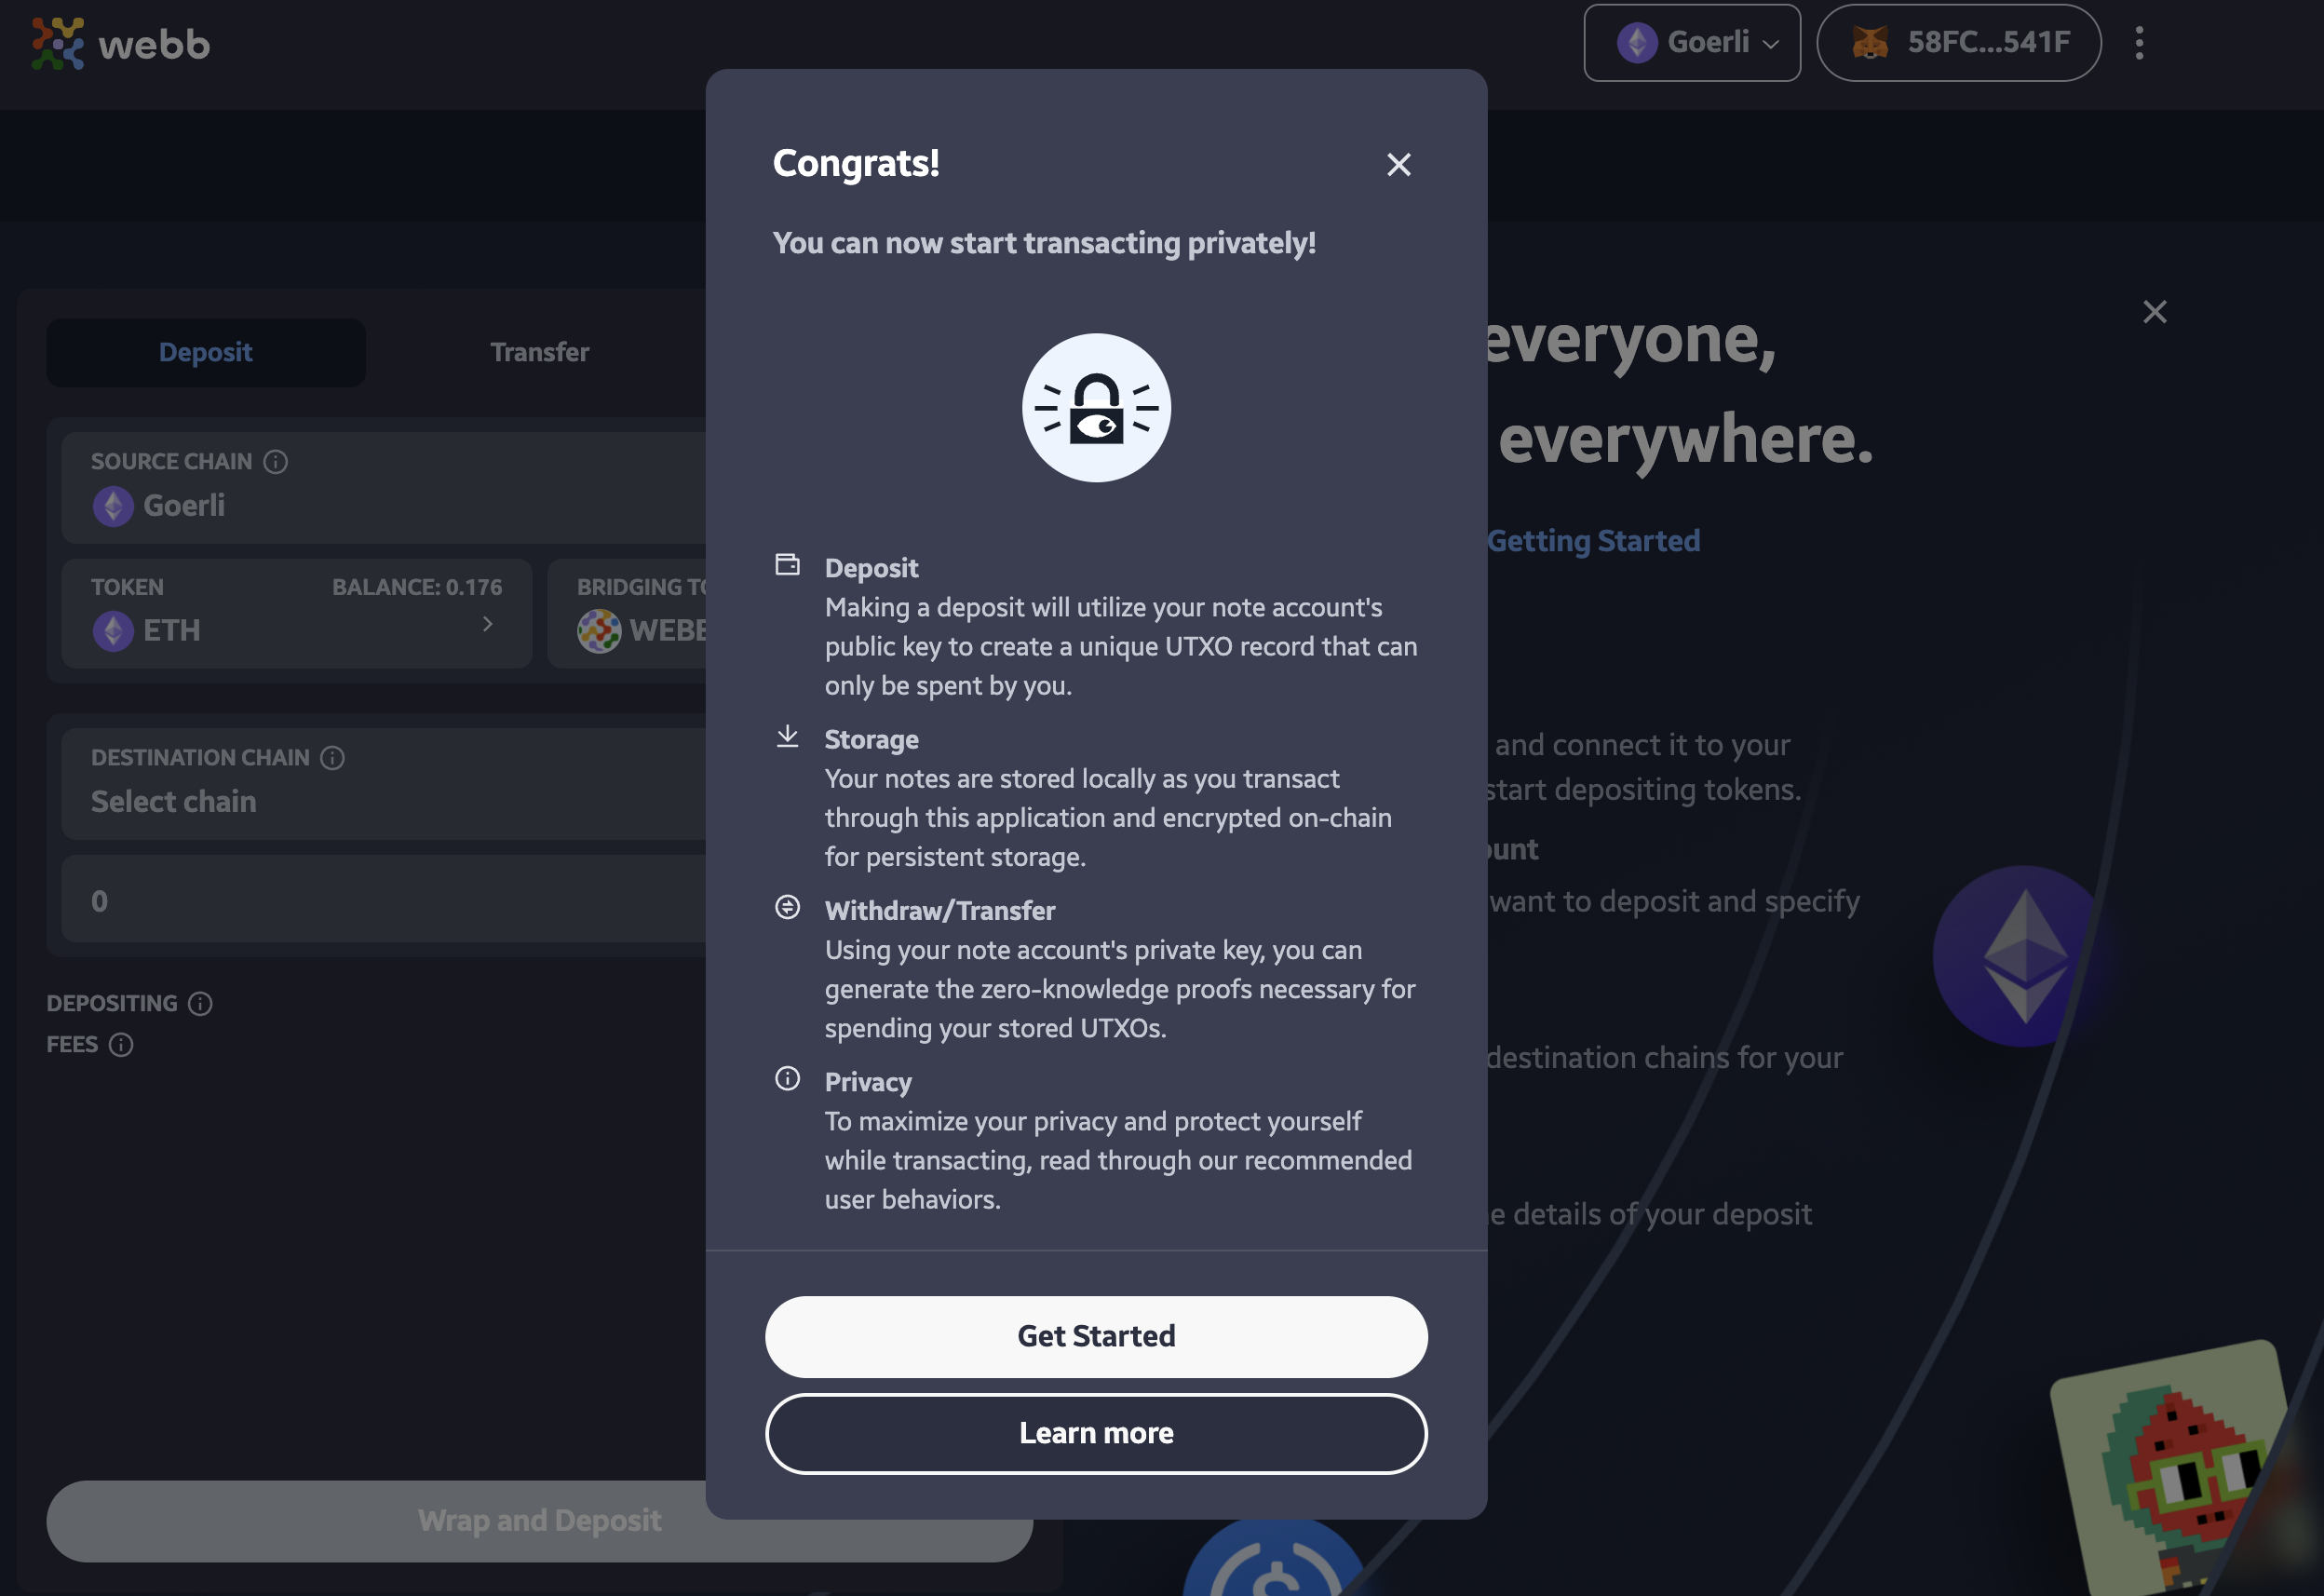 webb
Goerli
58FC...541F
Congrats!
You can now start transacting privately!
Deposit
Making a deposit will utilize your note account's
public key to create a unique UTXO record that can
only be spent by you.
Storage
Your notes are stored locally as you transact
through this application and encrypted on-chain
for persistent storage.
Withdraw/Transfer
Using your note account's private key, you can
generate the zero-knowledge proofs necessary for
spending your stored UTXOs.
Privacy
To maximize your privacy and protect yourself
while transacting, read through our recommended
user behaviors.
Get Started
Learn more
Deposit
Transfer
SOURCE CHAIN
Goerli
TOKEN
BALANCE: 0.176
ETH
BRIDGING
DESTINATION CHAIN
Select chain
0
DEPOSITING
FEES
Wrap and Deposit
everyone,
everywhere.
Getting Started
and connect it to your
start depositing tokens.
want to deposit and specify
destination chains for your
details of your deposit